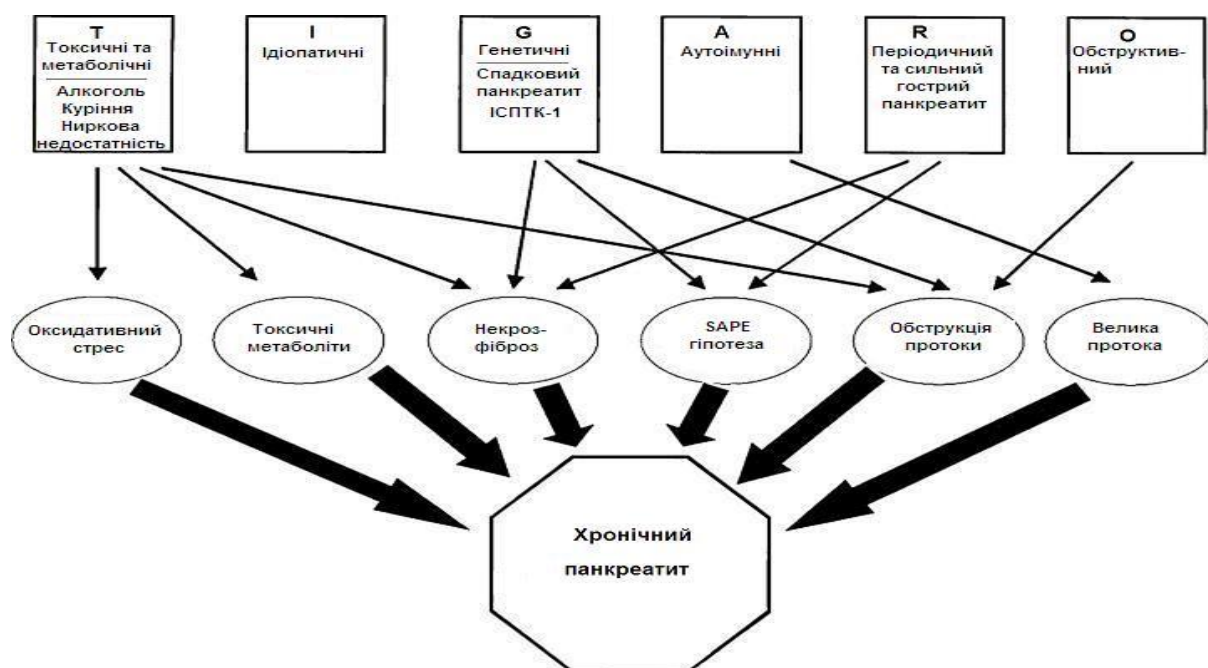 T
Токсичні та
метаболічні
Алкоголь
Куріння
Ниркова
недостатність
I
Ідіопатичні
G
Генетичні
Спадковий
панкреатит
ІСПТК-1
A
Аутоімунні
R
Періодичний
та сильний
гострий
панкреатит
O
Обструктив-
ний
Оксидативний
стрес
Токсичні
метаболіти
Некроз-
фіброз
SAPE
гіпотеза
Обструкція
протоки
Велика
протока
Хронічний
панкреатит